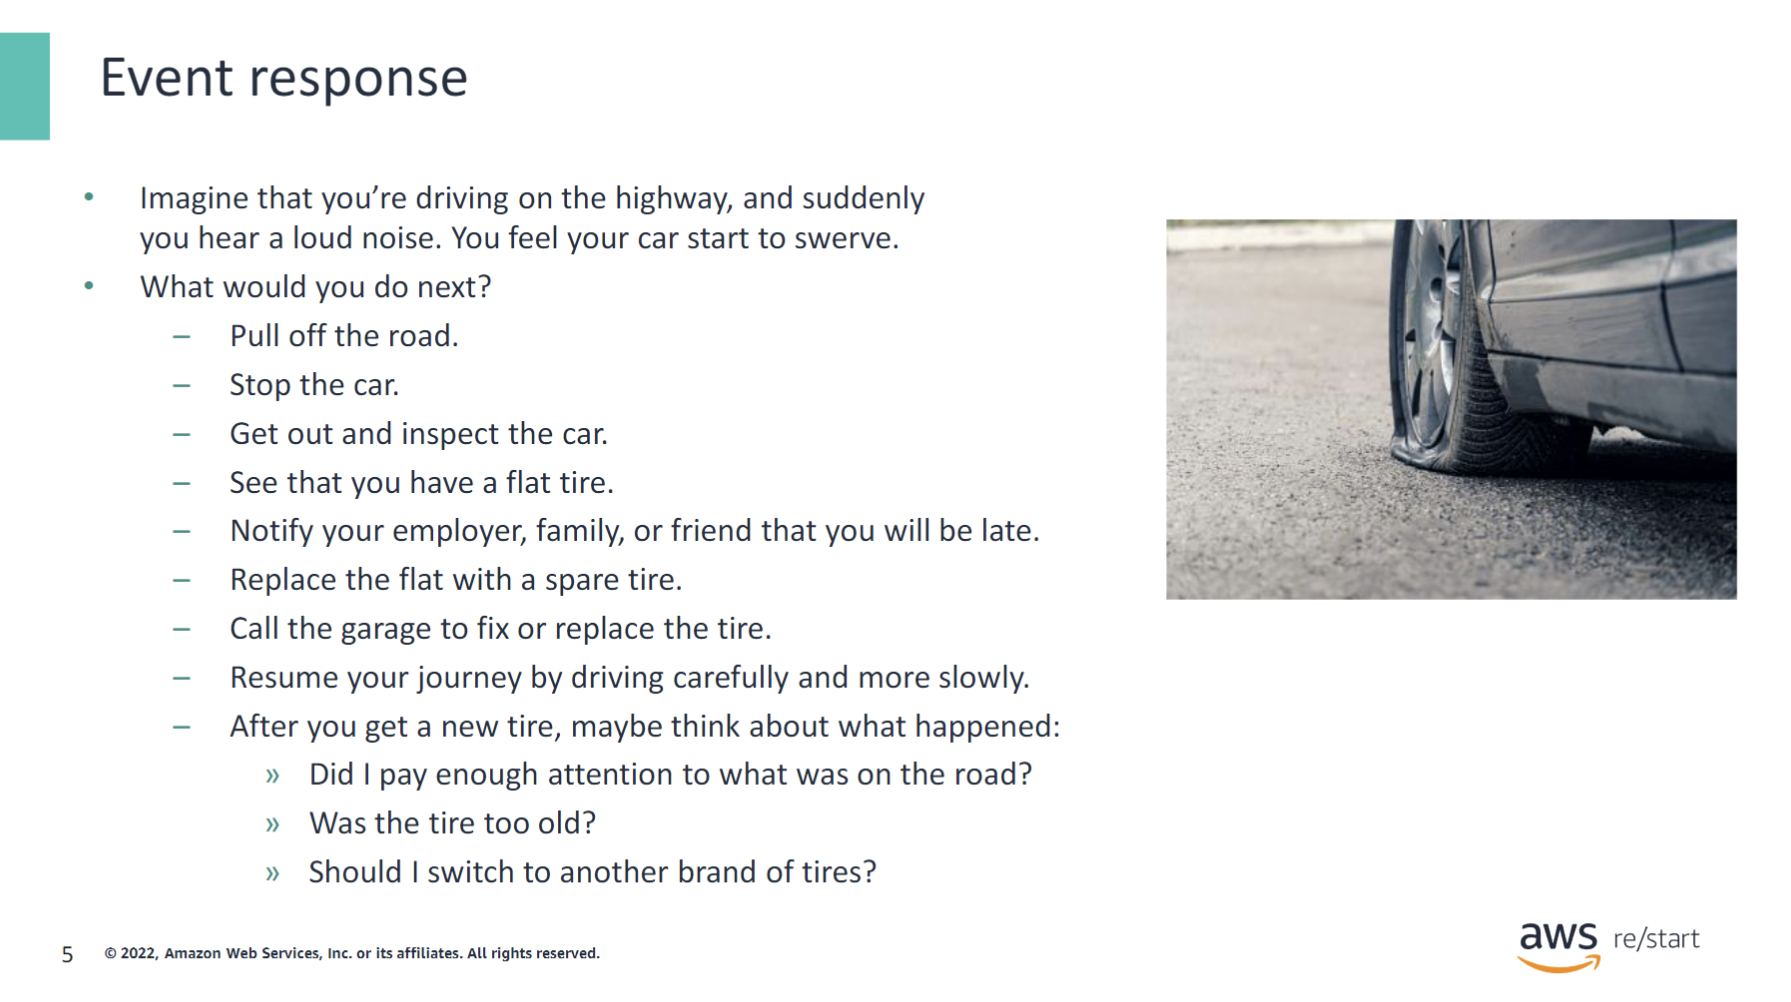 Event response
• Imagine that you’re driving on the highway, and suddenly
you hear a loud noise. You feel your car start to swerve.
• What would you do next?
– Pull off the road.
– Stop the car.
– Get out and inspect the car.
– See that you have a flat tire.
– Notify your employer, family, or friend that you will be late.
– Replace the flat with a spare tire.
– Call the garage to fix or replace the tire.
– Resume your journey by driving carefully and more slowly.
– After you get a new tire, maybe think about what happened:
» Did I pay enough attention to what was on the road?
» Was the tire too old?
» Should I switch to another brand of tires?
5 © 2022, Amazon Web Services, Inc. or its affiliates. All rights reserved.
aws re/start